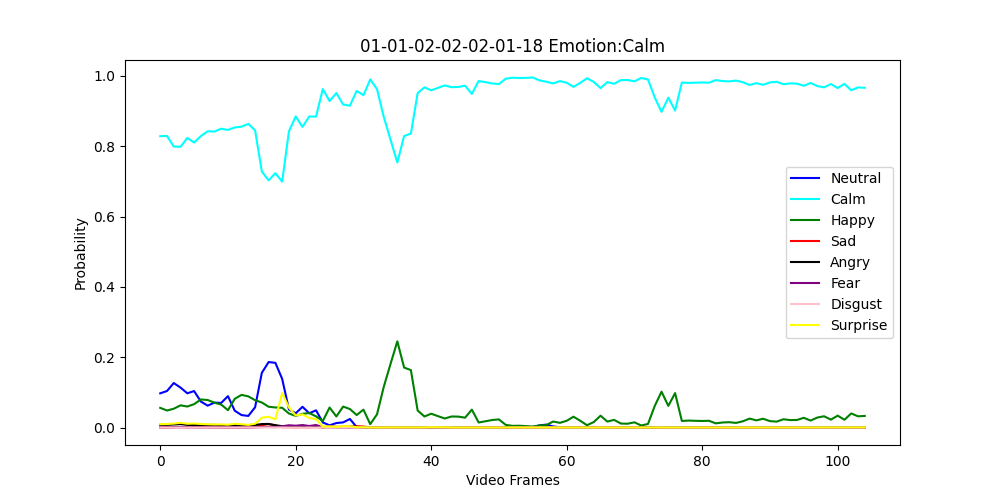 01-01-02-02-02-01-18 Emotion:Calm
Probability
1.0
0.8
0.6
0.4
0.2
0.0
Neutral
Calm
Happy
Sad
Angry
Fear
Disgust
Surprise
0 20 40 60 80 100
Video Frames